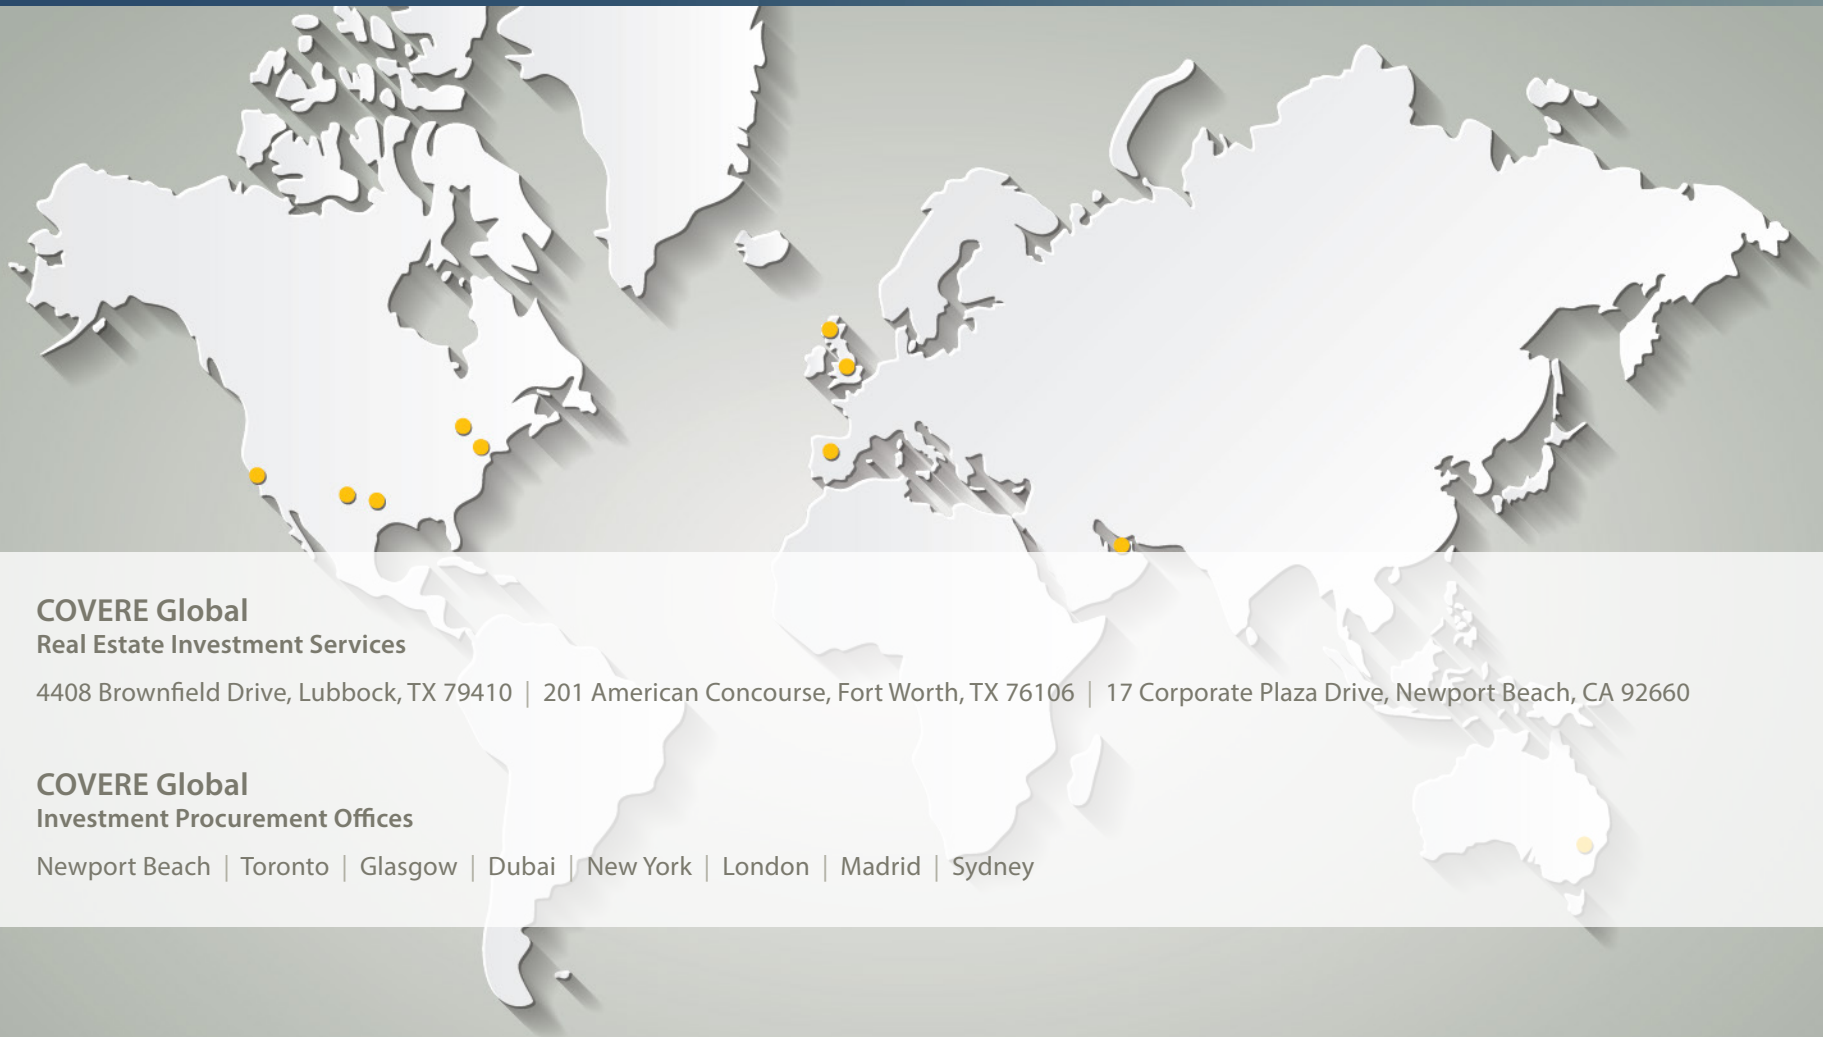 COVERE Global
Real Estate Investment Services
4408 Brownfield Drive, Lubbock, TX 79410 | 201 American Concourse, Fort Worth, TX 76106 | 17 Corporate Plaza Drive, Newport Beach, CA 92660
COVERE Global
Investment Procurement Offices
Newport Beach | Toronto | Glasgow | Dubai | New York | London | Madrid | Sydney